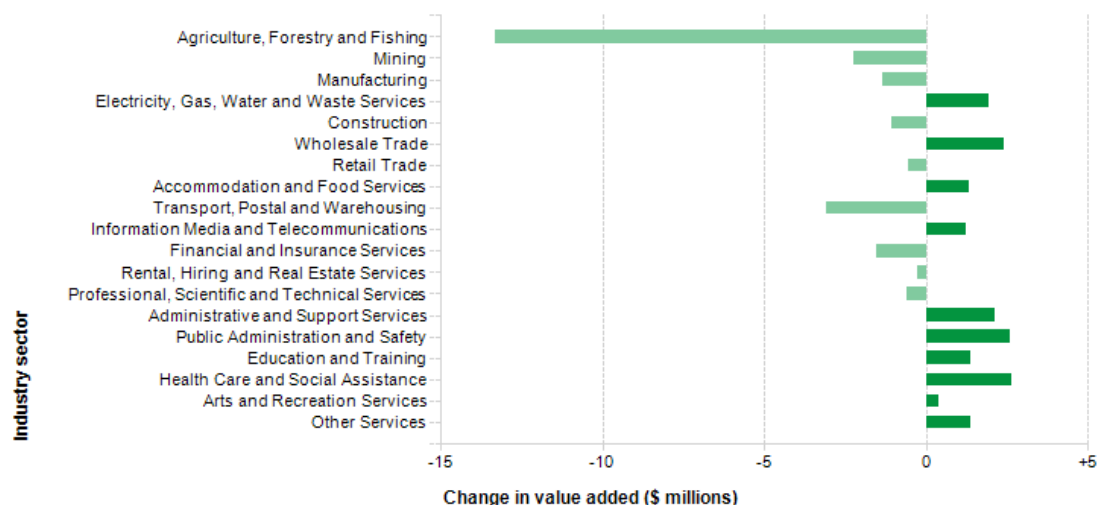 Agriculture, Forestry and Fishing
Mining
Manufacturing
Electricity, Gas, Water and Waste Services
Construction
Wholesale Trade
Retail Trade
Accommodation and Food Services
Transport, Postal and Warehousing
Information Media and Telecommunications
Financial and Insurance Services
Rental, Hiring and Real Estate Services
Professional, Scientific and Technical Services
Administrative and Support Services
Public Administration and Safety
Education and Training
Health Care and Social Assistance
Arts and Recreation Services
Other Services
Industry sector
-15 -10 -5 0 +5
Change in value added ($ millions)